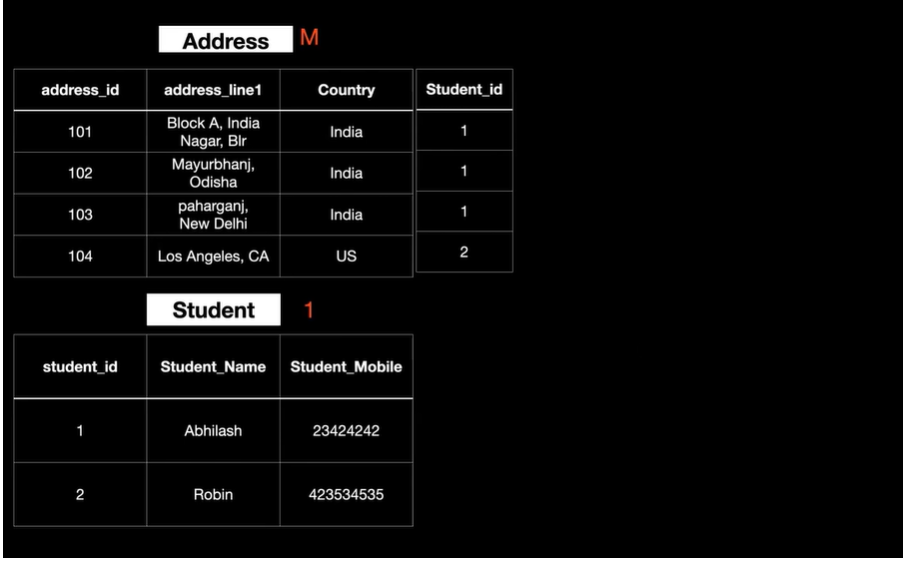 Address M
address_id address_line1 Country Student_id
101 Block A, India Nagar, Blr India 1
102 Mayurbhanj, Odisha India 1
103 paharganj, New Delhi India 1
104 Los Angeles, CA US 2
Student 1
student_id Student_Name Student_Mobile
1 Abhilash 23424242
2 Robin 423534535